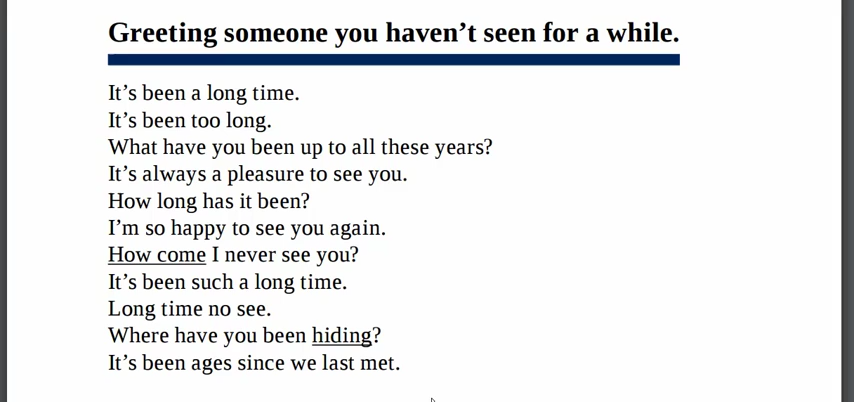 Greeting someone you haven’t seen for a while.
It’s been a long time.
It’s been too long.
What have you been up to all these years?
It’s always a pleasure to see you.
How long has it been?
I’m so happy to see you again.
How come I never see you?
It’s been such a long time.
Long time no see.
Where have you been hiding?
It’s been ages since we last met.